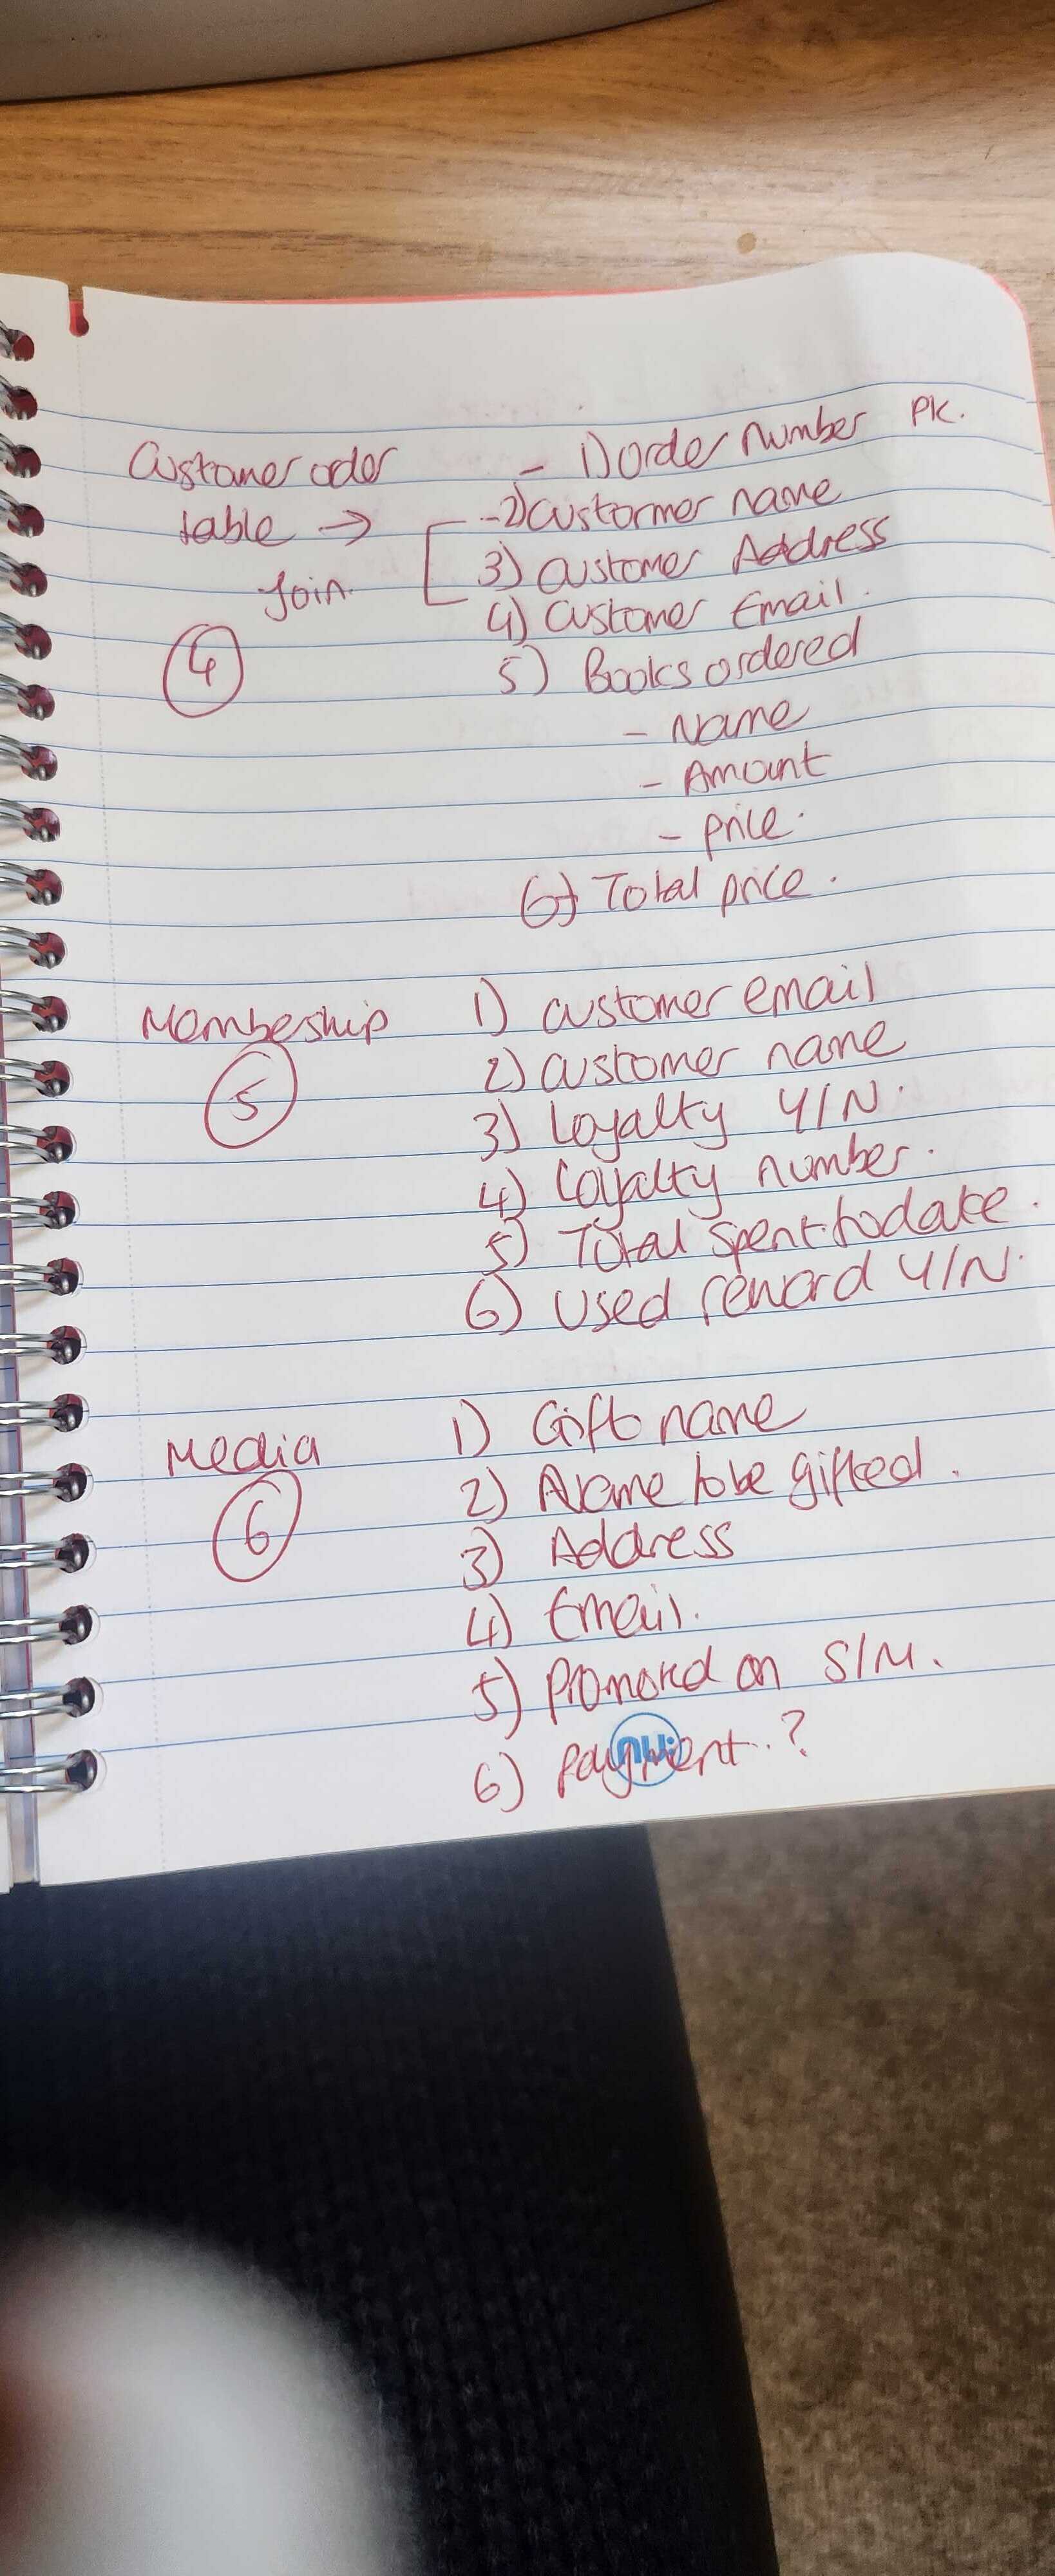 Customer oder - 1) Order Number PK.
table → -2) customer name
Join. 3) Customer Address
4) Customer Email.
④ 5) Books ordered
- Name
- Amount
- price.
6) Total price.
Membership 1) customer email
⑤ 2) customer name
3) Loyalty Y/N.
4) Loyalty number.
5) Total spent to date.
6) Used reward Y/N.
Media 1) Gift name
⑥ 2) Name to be gifted.
3) Address
4) Email.
5) Promoted on S/M.
6) Payment..?